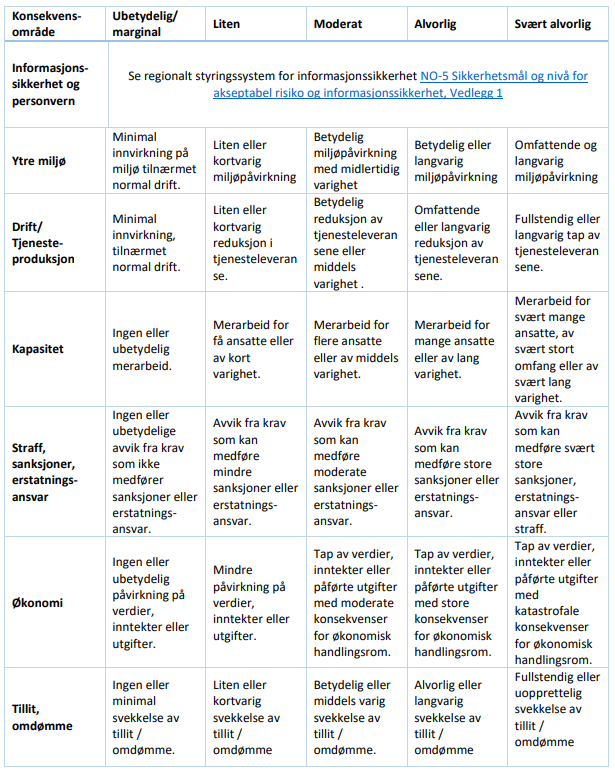 Konsekvens-
område
Ubetydelig/
marginal
Liten
Moderat
Alvorlig
Svært alvorlig
Informasjons-
sikkerhet og
personvern
Se regionalt styringssystem for informasjonssikkerhet NO-5 Sikkerhetsmål og nivå for
akseptabel risiko og informasjonssikkerhet, Vedlegg 1
Ytre miljø
Minimal
innvirkning på
miljø tilnærmet
normal drift.
Liten eller
kortvarig
miljøpåvirkning
Betydelig
miljøpåvirkning
med midlertidig
varighet
Betydelig eller
langvarig
miljøpåvirkning
Omfattende og
langvarig
miljøpåvirkning
Drift/
Tjeneste-
produksjon
Minimal
innvirkning,
tilnærmet
normal drift.
Liten eller
kortvarig
reduksjon i
tjenesteleveran
se.
Betydelig
reduksjon av
tjenesteleveran
sene eller
middels
varighet .
Omfattende
eller langvarig
reduksjon av
tjenesteleveran
sene.
Fullstendig eller
langvarig tap av
tjenesteleveran
sene.
Kapasitet
Ingen eller
ubetydelig
merarbeid.
Merarbeid for
få ansatte eller
av kort
varighet.
Merarbeid for
flere ansatte
eller av middels
varighet.
Merarbeid for
mange ansatte
eller av lang
varighet.
Merarbeid for
svært mange
ansatte, av
svært stort
omfang eller av
svært lang
varighet.
Straff,
sanksjoner,
erstatnings-
ansvar
Ingen eller
ubetydelige
avvik fra krav
som ikke
medfører
sanksjoner eller
erstatnings-
ansvar.
Avvik fra krav
som kan
medføre
mindre
sanksjoner eller
erstatnings-
ansvar.
Avvik fra krav
som kan
medføre
moderate
sanksjoner eller
erstatnings-
ansvar.
Avvik fra krav
som kan
medføre store
sanksjoner eller
erstatnings-
ansvar.
Avvik fra krav
som kan
medføre svært
store
sanksjoner,
erstatnings-
ansvar eller
straff.
Økonomi
Ingen eller
ubetydelig
påvirkning på
verdier,
inntekter eller
utgifter.
Mindre
påvirkning på
verdier,
inntekter eller
utgifter.
Tap av verdier,
inntekter eller
påførte utgifter
med moderate
konsekvenser
for økonomisk
handlingsrom.
Tap av verdier,
inntekter eller
påførte utgifter
med store
konsekvenser
for økonomisk
handlingsrom.
Tap av verdier,
inntekter eller
påførte utgifter
med
katastrofale
konsekvenser
for økonomisk
handlingsrom.
Tillit,
omdømme
Ingen eller
minimal
svekkelse av
tillit /
omdømme.
Liten eller
kortvarig
svekkelse av
tillit /
omdømme
Betydelig eller
middels varig
svekkelse av
tillit /
omdømme.
Alvorlig eller
langvarig
svekkelse av
tillit /
omdømme
Fullstendig eller
uopprettelig
svekkelse av
tillit /
omdømme